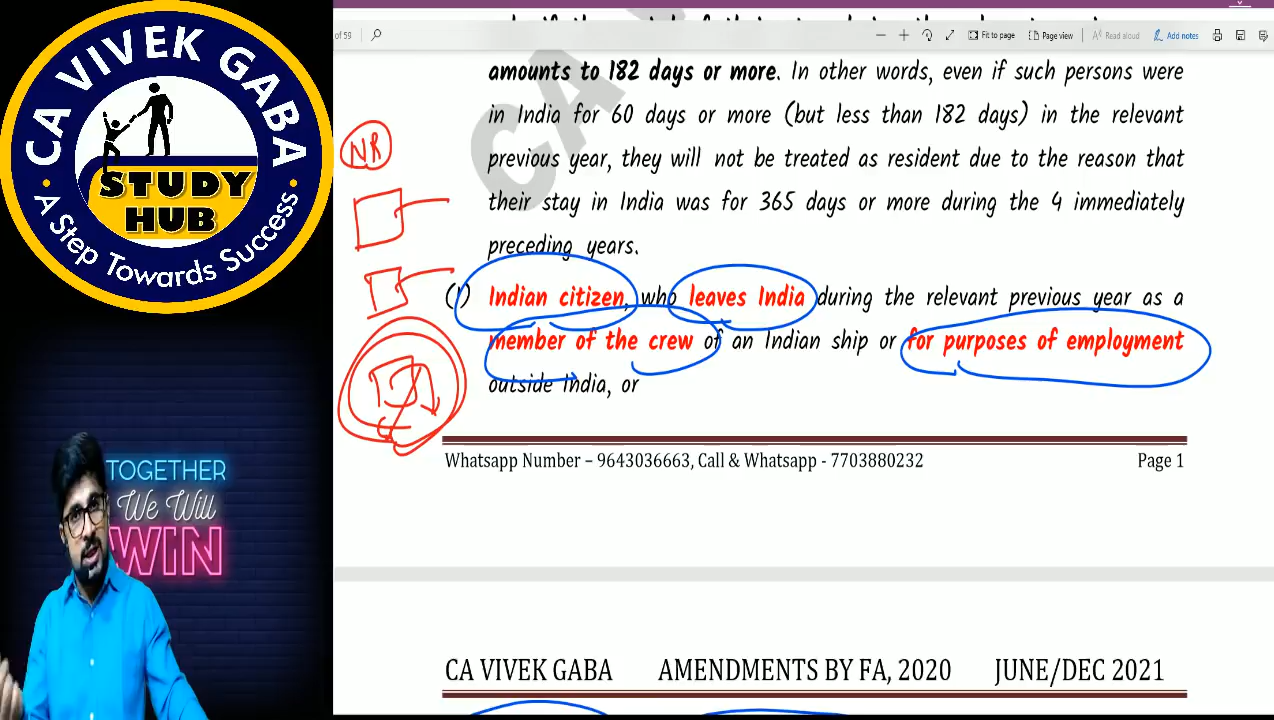 CA VIVEK GABA
STUDY
HUB
• A Step Towards Success •
TOGETHER
We Will
WIN
of 59
Fit to page
Page view
Read aloud
Add notes
NR
CA
amounts to 182 days or more. In other words, even if such persons were
in India for 60 days or more (but less than 182 days) in the relevant
previous year, they will not be treated as resident due to the reason that
their stay in India was for 365 days or more during the 4 immediately
preceding years.
(1) Indian citizen, who leaves India during the relevant previous year as a
member of the crew of an Indian ship or for purposes of employment
outside India, or
Whatsapp Number – 9643036663, Call & Whatsapp - 7703880232 Page 1
CA VIVEK GABA AMENDMENTS BY FA, 2020 JUNE/DEC 2021